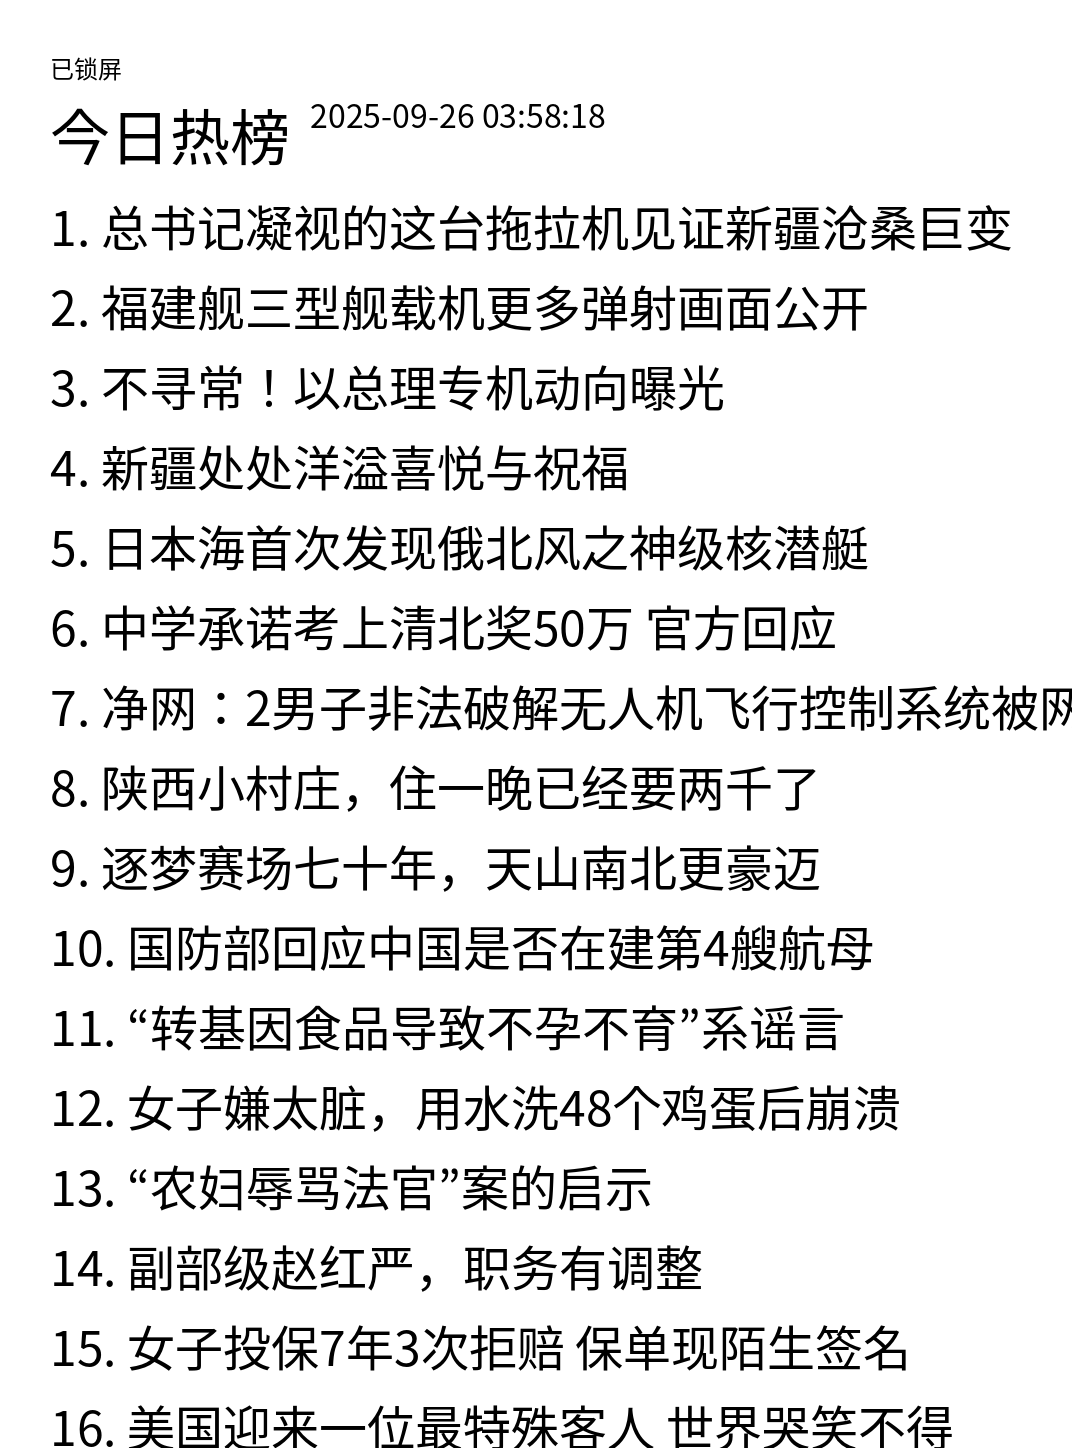 已锁屏
今日热榜 2025-09-26 03:58:18
1. 总书记凝视的这台拖拉机见证新疆沧桑巨变
2. 福建舰三型舰载机更多弹射画面公开
3. 不寻常！以总理专机动向曝光
4. 新疆处处洋溢喜悦与祝福
5. 日本海首次发现俄北风之神级核潜艇
6. 中学承诺考上清北奖50万 官方回应
7. 净网：2男子非法破解无人机飞行控制系统被网
8. 陕西小村庄，住一晚已经要两千了
9. 逐梦赛场七十年，天山南北更豪迈
10. 国防部回应中国是否在建第4艘航母
11. “转基因食品导致不孕不育”系谣言
12. 女子嫌太脏，用水洗48个鸡蛋后崩溃
13. “农妇辱骂法官”案的启示
14. 副部级赵红严，职务有调整
15. 女子投保7年3次拒赔 保单现陌生签名
16. 美国迎来一位最特殊客人 世界哭笑不得